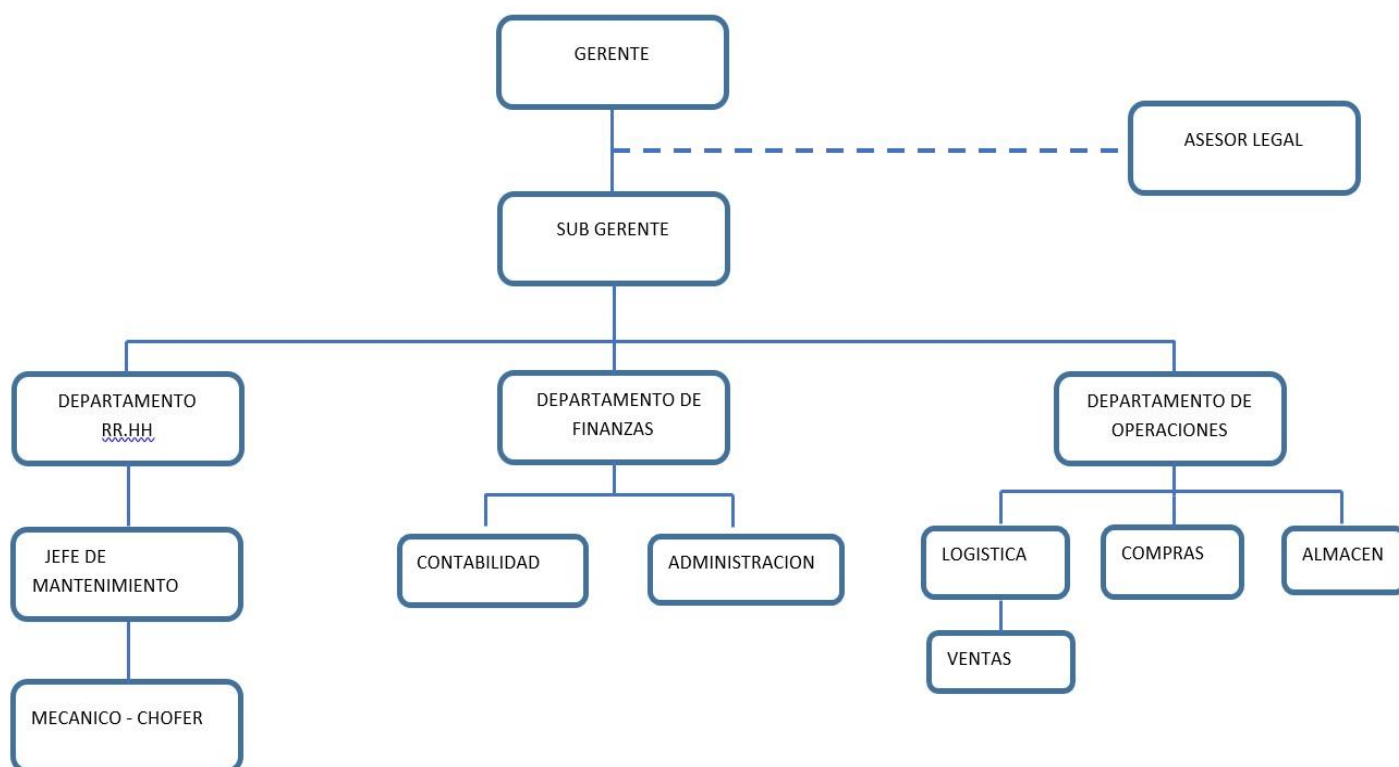 GERENTE
ASESOR LEGAL
SUB GERENTE
DEPARTAMENTO
RR.HH
DEPARTAMENTO DE
FINANZAS
DEPARTAMENTO DE
OPERACIONES
JEFE DE
MANTENIMIENTO
CONTABILIDAD
ADMINISTRACION
LOGISTICA
COMPRAS
ALMACEN
VENTAS
MECANICO - CHOFER